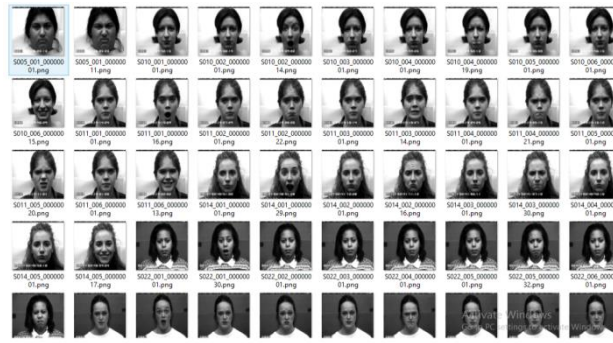 S005_001_000000 S005_001_000000 S010_001_000000 S010_002_000000 S010_002_000000 S010_003_000000 S010_004_000000 S010_004_000000 S010_005_000000 S010_006_000000
01.png 11.png 01.png 01.png 14.png 01.png 01.png 19.png 01.png 01.png
S010_006_000000 S011_001_000000 S011_001_000000 S011_002_000000 S011_002_000000 S011_003_000000 S011_003_000000 S011_004_000000 S011_004_000000 S011_005_000000
15.png 01.png 16.png 01.png 22.png 01.png 14.png 01.png 21.png 01.png
S011_005_000000 S011_006_000000 S011_006_000000 S014_001_000000 S014_001_000000 S014_002_000000 S014_002_000000 S014_003_000000 S014_003_000000 S014_004_000000
20.png 01.png 13.png 01.png 29.png 01.png 16.png 01.png 30.png 01.png
S014_005_000000 S014_005_000000 S022_001_000000 S022_001_000000 S022_002_000000 S022_003_000000 S022_004_000000 S022_005_000000 S022_005_000000 S022_006_000000
01.png 17.png 01.png 30.png 01.png 01.png 01.png 01.png 32.png 01.png
Activate Windows